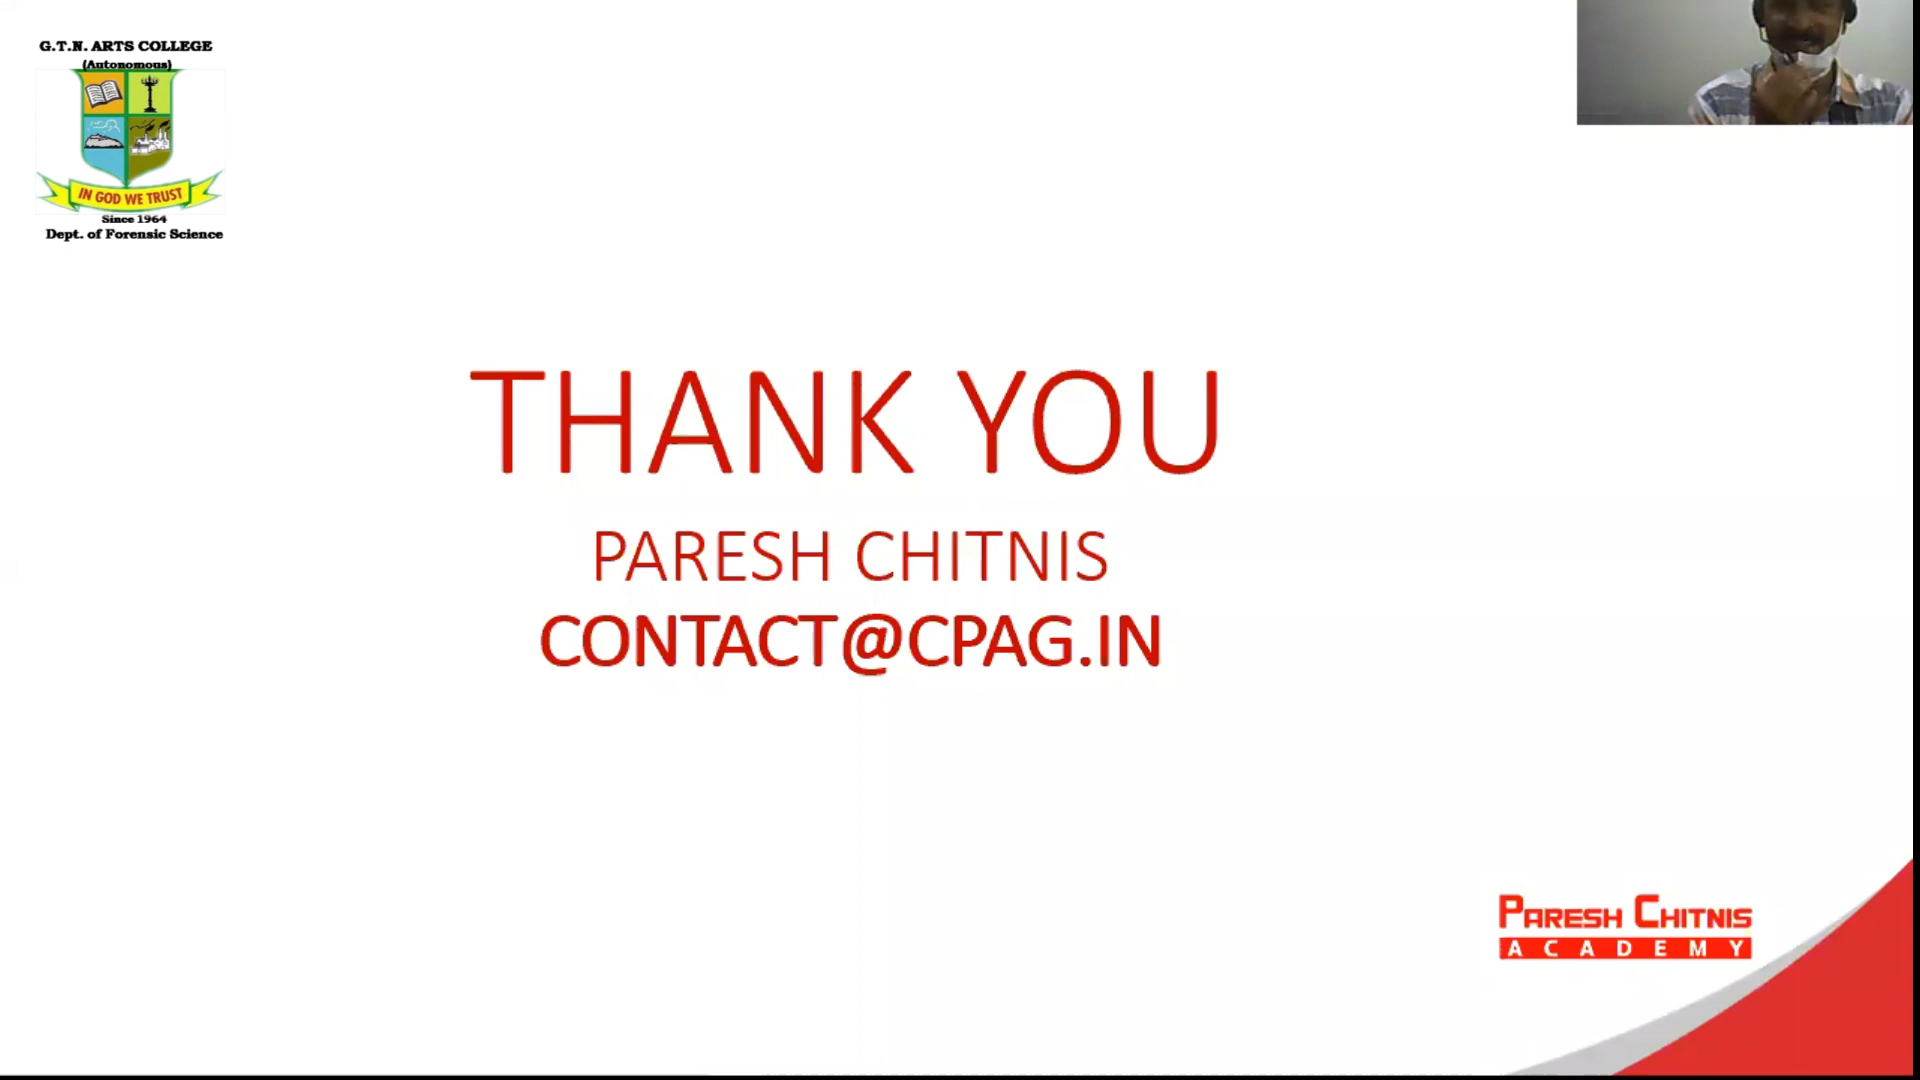 G.T.N. ARTS COLLEGE
(Autonomous)
IN GOD WE TRUST
Since 1964
Dept. of Forensic Science
THANK YOU
PARESH CHITNIS
CONTACT@CPAG.IN
PARESH CHITNIS
ACADEMY